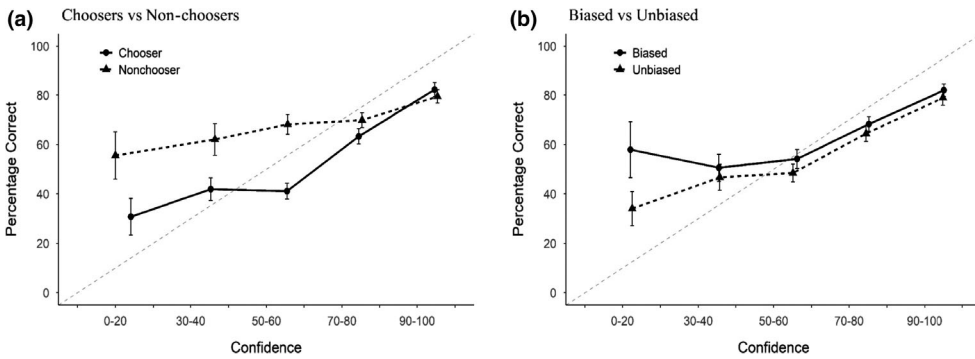 (a) Choosers vs Non-choosers
Chooser
Nonchooser
Percentage Correct
100
80
60
40
20
0
0-20 30-40 50-60 70-80 90-100
Confidence
(b) Biased vs Unbiased
Biased
Unbiased
Percentage Correct
100
80
60
40
20
0
0-20 30-40 50-60 70-80 90-100
Confidence